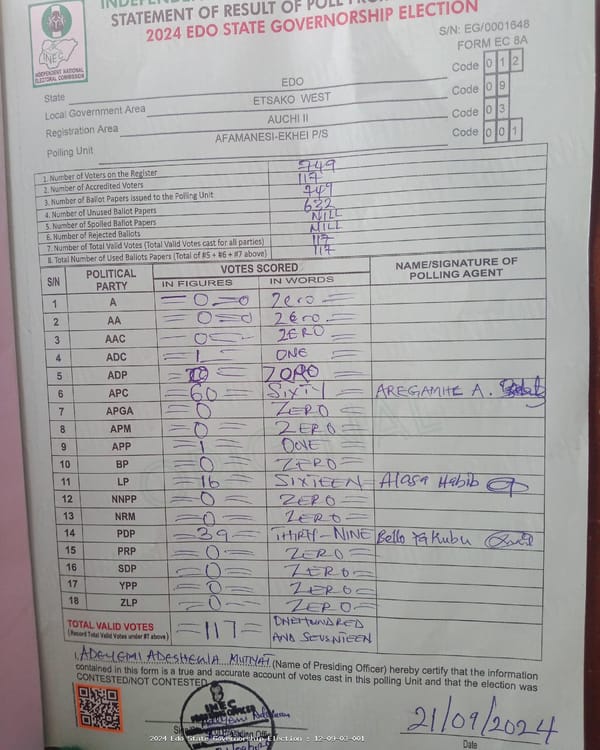 INDEPENDENT
STATEMENT OF RESULT OF POLL FROM
2024 EDO STATE GOVERNORSHIP ELECTION
S/N: EG/0001648
FORM EC 8A
INEC
INDEPENDENT NATIONAL
ELECTORAL COMMISSION
State EDO Code 0 1 2
Local Government Area ETSAKO WEST Code 0 9
Registration Area AUCHI II Code 0 3
Polling Unit AFAMANESI-EKHEI P/S Code 0 0 1
1. Number of Voters on the Register 749
2. Number of Accredited Voters 117
3. Number of Ballot Papers issued to the Polling Unit 749
4. Number of Unused Ballot Papers 632
5. Number of Spoiled Ballot Papers NILL
6. Number of Rejected Ballots NILL
7. Number of Total Valid Votes (Total Valid Votes cast for all parties) 117
8. Total Number of Used Ballots Papers (Total of #5 + #6 + #7 above) 117
S/N POLITICAL PARTY VOTES SCORED NAME/SIGNATURE OF POLLING AGENT
IN FIGURES IN WORDS
1 A =0=0 Zero
2 AA =0=0 Zero
3 AAC 0 ZERO
4 ADC 1 ONE
5 ADP 0 ZERO
6 APC 60 SIXTY AREGAMHE A.
7 APGA 0 ZERO
8 APM 0 ZERO
9 APP 1 OONE
10 BP 0 ZERO
11 LP 16 SIXTEEN Alasa Habib
12 NNPP 0 ZERO
13 NRM 0 ZERO
14 PDP 39 THIRTY-NINE Bello Yakubu
15 PRP 0 ZERO
16 SDP 0 ZERO
17 YPP 0 ZERO
18 ZLP 0 ZERO
TOTAL VALID VOTES =117= ONE HUNDRED
(Record Total Valid Votes under #7 above) AND SEVENTEEN
I, ADEYEMI ADESHEWA MUTIYAT (Name of Presiding Officer) hereby certify that the information
contained in this form is a true and accurate account of votes cast in this polling Unit and that the election was
CONTESTED/NOT CONTESTED
INEC
21/09/2024
Date
2024 Edo State Governorship Election : 12-09-03-001